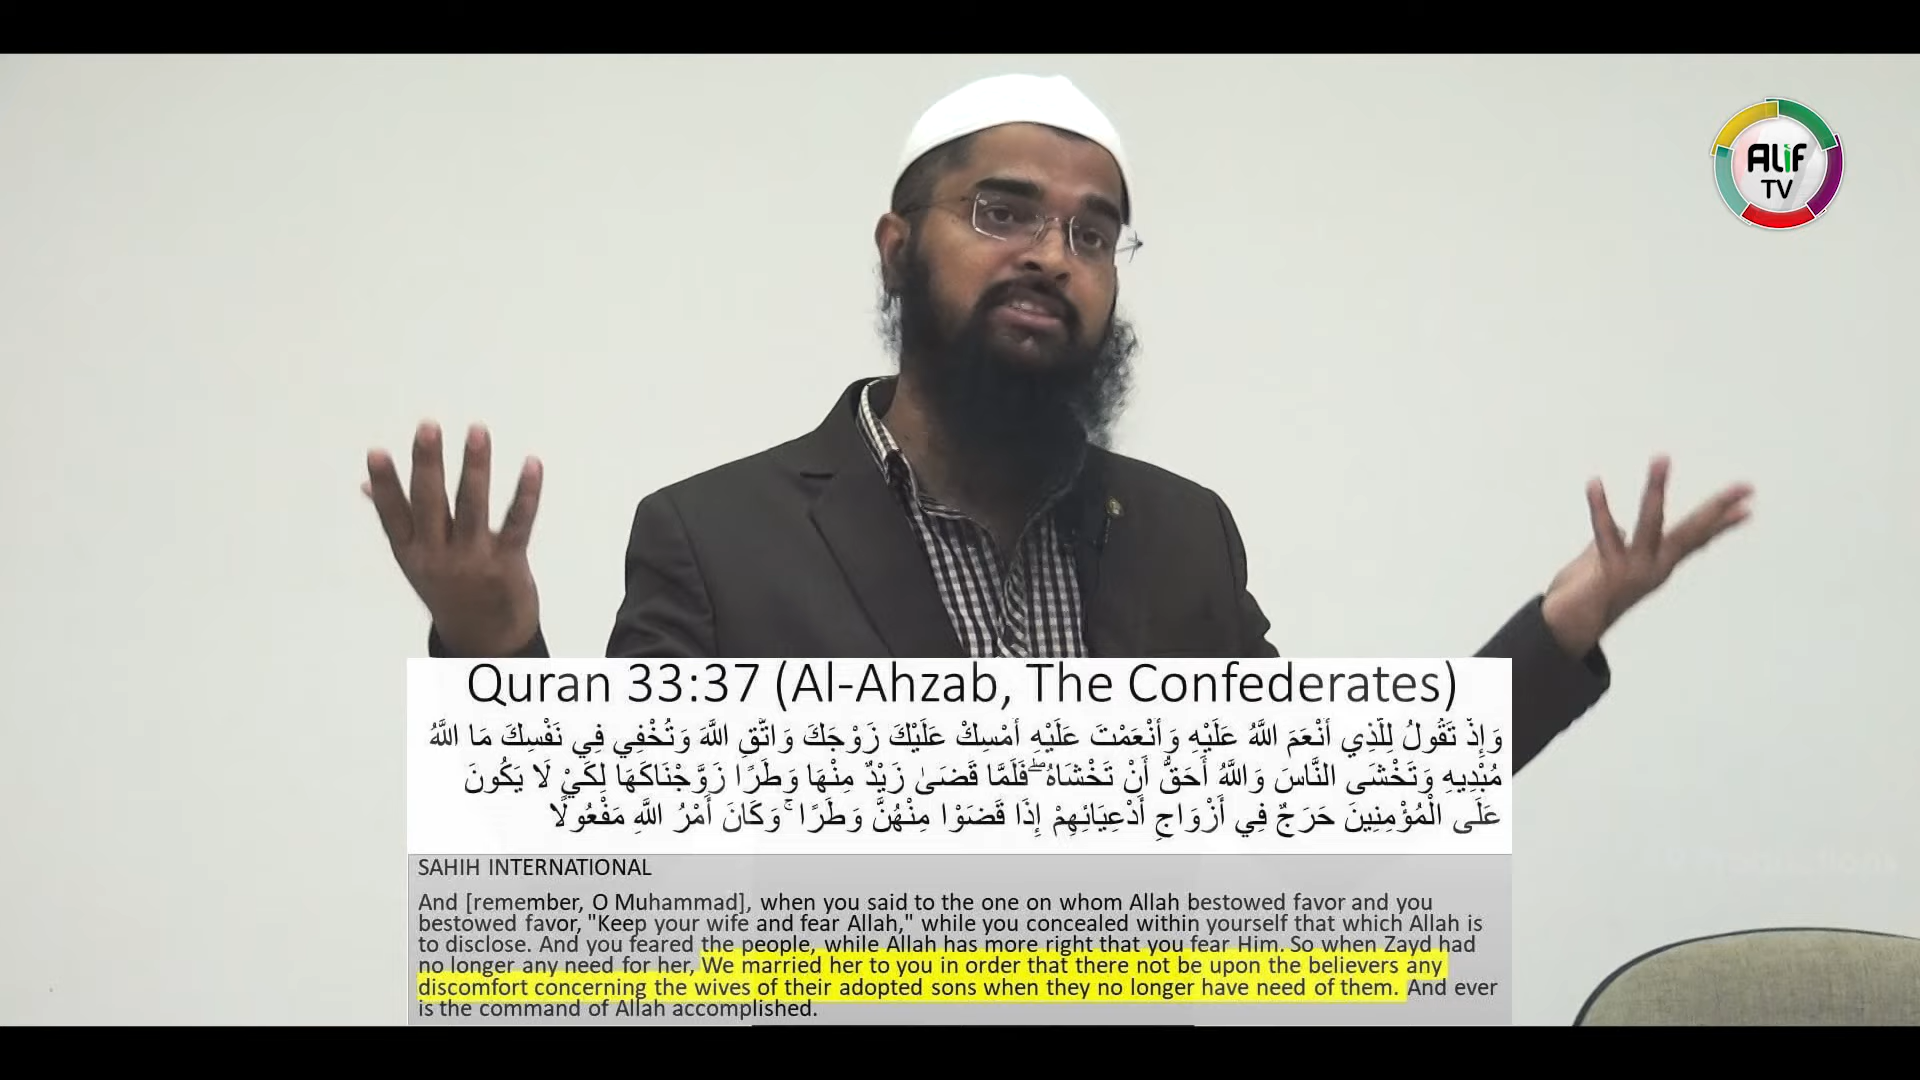 ALiF
TV
Quran 33:37 (Al-Ahzab, The Confederates)
وَإِذْ تَقُولُ لِلَّذِي أَنْعَمَ اللَّهُ عَلَيْهِ وَأَنْعَمْتَ عَلَيْهِ أَمْسِكْ عَلَيْكَ زَوْجَكَ وَاتَّقِ اللَّهَ وَتُخْفِي فِي نَفْسِكَ مَا اللَّهُ
مُبْدِيهِ وَتَخْشَى النَّاسَ وَاللَّهُ أَحَقُّ أَنْ تَخْشَاهُ ۖ فَلَمَّا قَضَىٰ زَيْدٌ مِنْهَا وَطَرًا زَوَّجْنَاكَهَا لِكَيْ لَا يَكُونَ
عَلَى الْمُؤْمِنِينَ حَرَجٌ فِي أَزْوَاجِ أَدْعِيَائِهِمْ إِذَا قَضَوْا مِنْهُنَّ وَطَرًا ۚ وَكَانَ أَمْرُ اللَّهِ مَفْعُولًا
SAHIH INTERNATIONAL
And [remember, O Muhammad], when you said to the one on whom Allah bestowed favor and you
bestowed favor, "Keep your wife and fear Allah," while you concealed within yourself that which Allah is
to disclose. And you feared the people, while Allah has more right that you fear Him. So when Zayd had
no longer any need for her, We married her to you in order that there not be upon the believers any
discomfort concerning the wives of their adopted sons when they no longer have need of them. And ever
is the command of Allah accomplished.